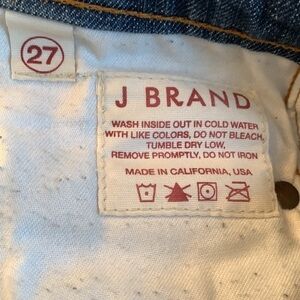 27
J BRAND
WASH INSIDE OUT IN COLD WATER
WITH LIKE COLORS, DO NOT BLEACH,
TUMBLE DRY LOW,
REMOVE PROMPTLY, DO NOT IRON
MADE IN CALIFORNIA, USA